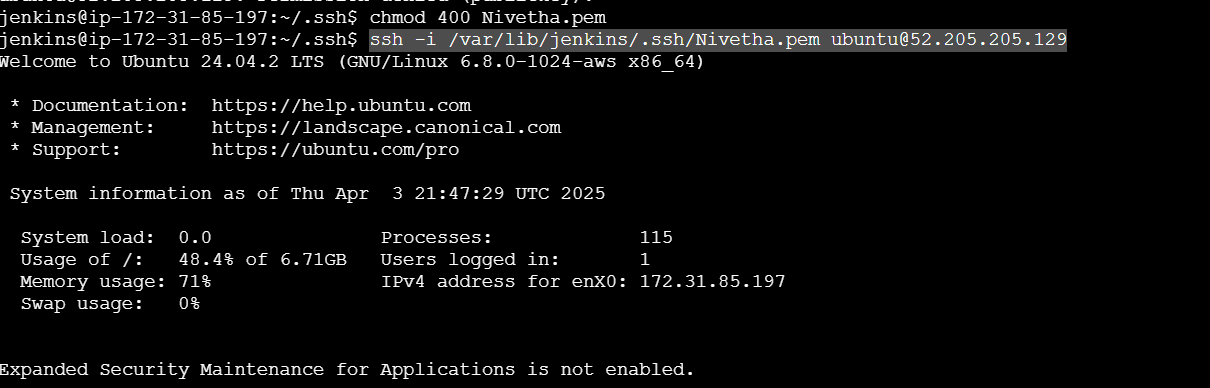 jenkins@ip-172-31-85-197:~/.ssh$ chmod 400 Nivetha.pem
jenkins@ip-172-31-85-197:~/.ssh$ ssh -i /var/lib/jenkins/.ssh/Nivetha.pem ubuntu@52.205.205.129
Welcome to Ubuntu 24.04.2 LTS (GNU/Linux 6.8.0-1024-aws x86_64)

 * Documentation:  https://help.ubuntu.com
 * Management:     https://landscape.canonical.com
 * Support:        https://ubuntu.com/pro

 System information as of Thu Apr  3 21:47:29 UTC 2025

  System load:  0.0               Processes:             115
  Usage of /:   48.4% of 6.71GB   Users logged in:       1
  Memory usage: 71%               IPv4 address for enX0: 172.31.85.197
  Swap usage:   0%

Expanded Security Maintenance for Applications is not enabled.